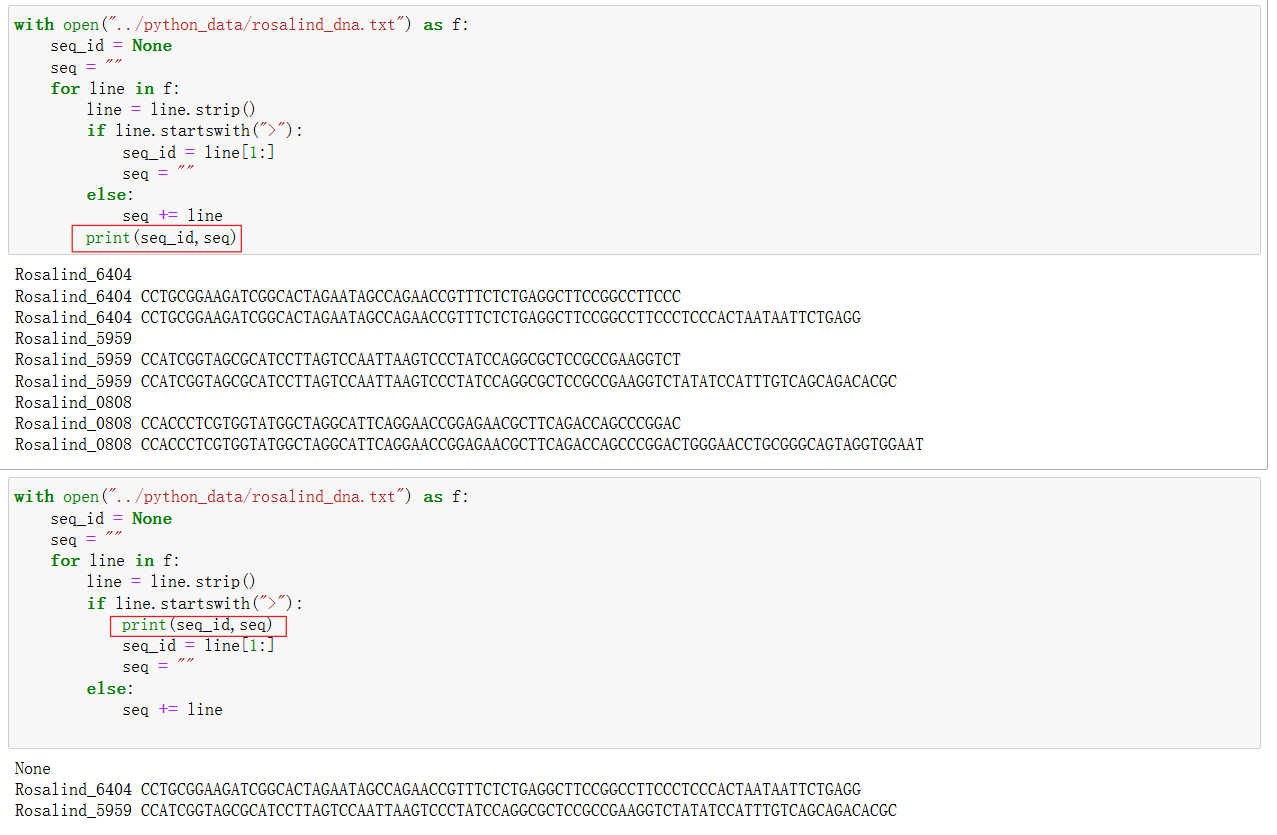 with open("../python_data/rosalind_dna.txt") as f:
    seq_id = None
    seq = ""
    for line in f:
        line = line.strip()
        if line.startswith(">"):
            seq_id = line[1:]
            seq = ""
        else:
            seq += line
        print(seq_id,seq)
Rosalind_6404
Rosalind_6404 CCTGCGGAAGATCGGCACTAGAATAGCCAGAACCGTTTCTCTGAGGCTTCCGGCCTTCCC
Rosalind_6404 CCTGCGGAAGATCGGCACTAGAATAGCCAGAACCGTTTCTCTGAGGCTTCCGGCCTTCCCTCCCACTAATAATTCTGAGG
Rosalind_5959
Rosalind_5959 CCATCGGTAGCGCATCCTTAGTCCAATTAAGTCCCTATCCAGGCGCTCCGCCGAAGGTCT
Rosalind_5959 CCATCGGTAGCGCATCCTTAGTCCAATTAAGTCCCTATCCAGGCGCTCCGCCGAAGGTCTATATCCATTTGTCAGCAGACACGC
Rosalind_0808
Rosalind_0808 CCACCCTCGTGGTATGGCTAGGCATTCAGGAACCGGAGAACGCTTCAGACCAGCCCGGAC
Rosalind_0808 CCACCCTCGTGGTATGGCTAGGCATTCAGGAACCGGAGAACGCTTCAGACCAGCCCGGACTGGGAACCTGCGGGCAGTAGGTGGAAT
with open("../python_data/rosalind_dna.txt") as f:
    seq_id = None
    seq = ""
    for line in f:
        line = line.strip()
        if line.startswith(">"):
            print(seq_id,seq)
            seq_id = line[1:]
            seq = ""
        else:
            seq += line
None
Rosalind_6404 CCTGCGGAAGATCGGCACTAGAATAGCCAGAACCGTTTCTCTGAGGCTTCCGGCCTTCCCTCCCACTAATAATTCTGAGG
Rosalind_5959 CCATCGGTAGCGCATCCTTAGTCCAATTAAGTCCCTATCCAGGCGCTCCGCCGAAGGTCTATATCCATTTGTCAGCAGACACGC